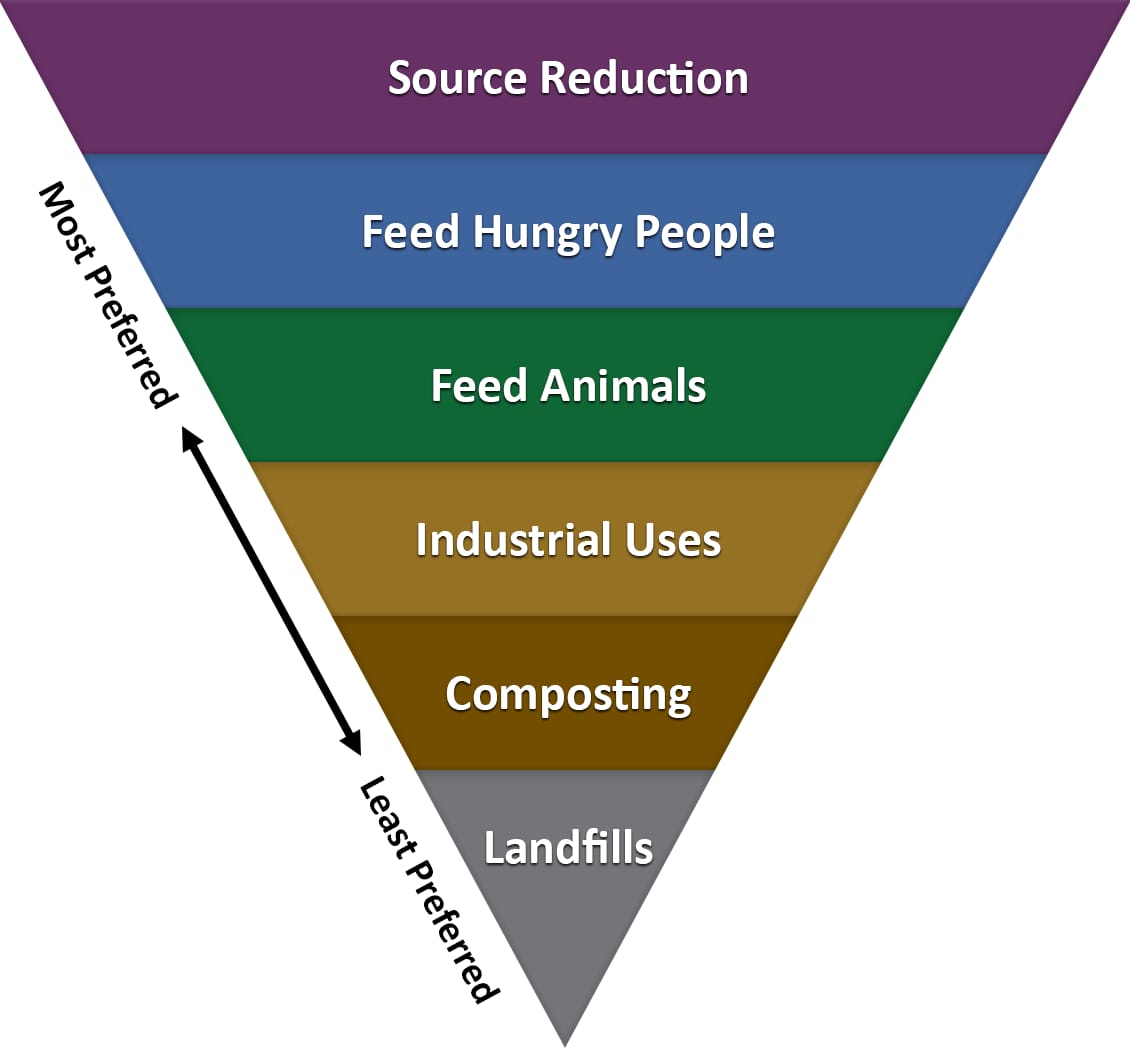 Source Reduction
Feed Hungry People
Most Preferred
Feed Animals
Industrial Uses
Composting
Least Preferred
Landfills